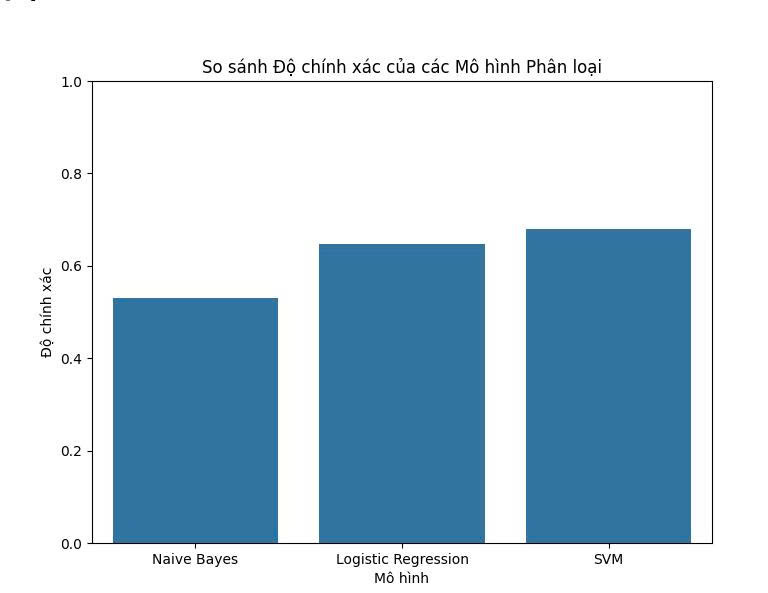 So sánh Độ chính xác của các Mô hình Phân loại
1.0
0.8
0.6
0.4
0.2
0.0
Độ chính xác
Naive Bayes Logistic Regression SVM
Mô hình